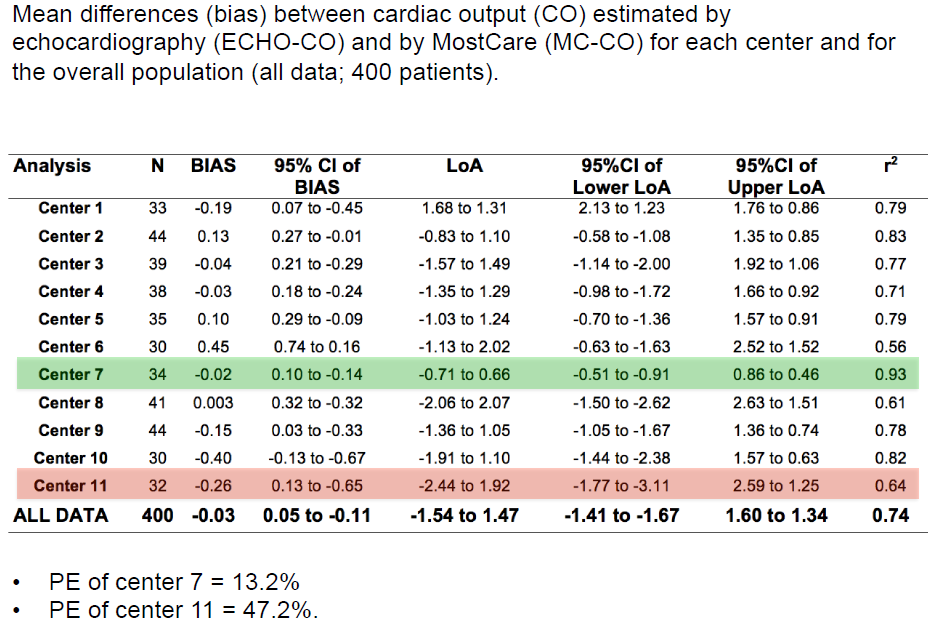 Mean differences (bias) between cardiac output (CO) estimated by
echocardiography (ECHO-CO) and by MostCare (MC-CO) for each center and for
the overall population (all data; 400 patients).
Analysis N BIAS 95% CI of BIAS LoA 95%CI of Lower LoA 95%CI of Upper LoA r²
Center 1 33 -0.19 0.07 to -0.45 1.68 to 1.31 2.13 to 1.23 1.76 to 0.86 0.79
Center 2 44 0.13 0.27 to -0.01 -0.83 to 1.10 -0.58 to -1.08 1.35 to 0.85 0.83
Center 3 39 -0.04 0.21 to -0.29 -1.57 to 1.49 -1.14 to -2.00 1.92 to 1.06 0.77
Center 4 38 -0.03 0.18 to -0.24 -1.35 to 1.29 -0.98 to -1.72 1.66 to 0.92 0.71
Center 5 35 0.10 0.29 to -0.09 -1.03 to 1.24 -0.70 to -1.36 1.57 to 0.91 0.79
Center 6 30 0.45 0.74 to 0.16 -1.13 to 2.02 -0.63 to -1.63 2.52 to 1.52 0.56
Center 7 34 -0.02 0.10 to -0.14 -0.71 to 0.66 -0.51 to -0.91 0.86 to 0.46 0.93
Center 8 41 0.003 0.32 to -0.32 -2.06 to 2.07 -1.50 to -2.62 2.63 to 1.51 0.61
Center 9 44 -0.15 0.03 to -0.33 -1.36 to 1.05 -1.05 to -1.67 1.36 to 0.74 0.78
Center 10 30 -0.40 -0.13 to -0.67 -1.91 to 1.10 -1.44 to -2.38 1.57 to 0.63 0.82
Center 11 32 -0.26 0.13 to -0.65 -2.44 to 1.92 -1.77 to -3.11 2.59 to 1.25 0.64
ALL DATA 400 -0.03 0.05 to -0.11 -1.54 to 1.47 -1.41 to -1.67 1.60 to 1.34 0.74
• PE of center 7 = 13.2%
• PE of center 11 = 47.2%.